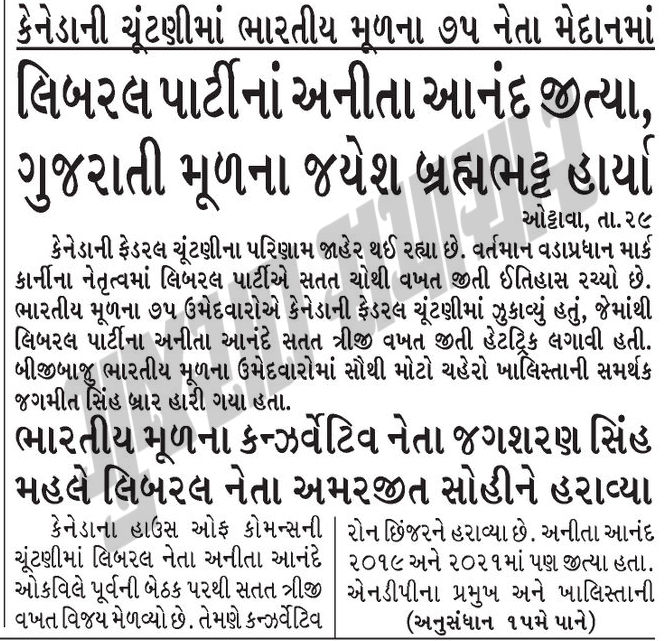 કેનેડાની ચૂંટણીમાં ભારતીય મૂળના ૭૫ નેતા મેદાનમાં
લિબરલ પાર્ટીનાં અનીતા આનંદ જીત્યા,
ગુજરાતી મૂળના જયેશ બ્રહ્મભટ્ટ હાર્યા
ઓટ્ટાવા, તા.૨૯
કેનેડાની ફેડરલ ચૂંટણીના પરિણામ જાહેર થઈ રહ્યા છે. વર્તમાન વડાપ્રધાન માર્ક
કાર્નીના નેતૃત્વમાં લિબરલ પાર્ટીએ સતત ચોથી વખત જીતી ઈતિહાસ રચ્યો છે.
ભારતીય મૂળના ૭૫ ઉમેદવારોએ કેનેડાની ફેડરલ ચૂંટણીમાં ઝુકાવ્યું હતું, જેમાંથી
લિબરલ પાર્ટીના અનીતા આનંદે સતત ત્રીજી વખત જીતી હેટટ્રિક લગાવી હતી.
બીજીબાજુ ભારતીય મૂળના ઉમેદવારોમાં સૌથી મોટો ચહેરો ખાલિસ્તાની સમર્થક
જગમીત સિંહ બ્રાર હારી ગયા હતા.
ભારતીય મૂળના કન્ઝર્વેટિવ નેતા જગશરણ સિંહ
મહલે લિબરલ નેતા અમરજીત સોહીને હરાવ્યા
કેનેડાના હાઉસ ઓફ કોમન્સની
ચૂંટણીમાં લિબરલ નેતા અનીતા આનંદે
ઓકવિલે પૂર્વની બેઠક પરથી સતત ત્રીજી
વખત વિજય મેળવ્યો છે. તેમણે કન્ઝર્વેટિવ
રોન છિંજરને હરાવ્યા છે. અનીતા આનંદ
૨૦૧૯ અને ૨૦૨૧માં પણ જીત્યા હતા.
એનડીપીના પ્રમુખ અને ખાલિસ્તાની
(અનુસંધાન ૧૫મે પાને)
ગુજરાત સમાચાર